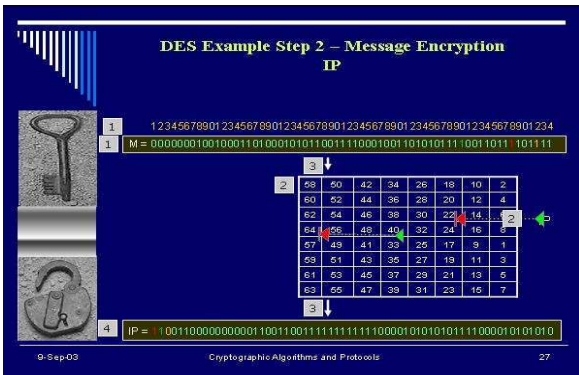 DES Example Step 2 – Message Encryption
IP
1 1234567890123456789012345678901234567890123456789012345678901234
1 M = 0000000100100011010001010110011110001001101010111100110111101111
3
2 58 50 42 34 26 18 10 2
60 52 44 36 28 20 12 4
62 54 46 38 30 22 14 2
64 56 48 40 32 24 16 8
57 49 41 33 25 17 9 1
59 51 43 35 27 19 11 3
61 53 45 37 29 21 13 5
63 55 47 39 31 23 15 7
3
4 IP = 1100110000000000110011001111111111110000101010101111000010101010
9-Sep-03 Cryptographic Algorithms and Protocols 27